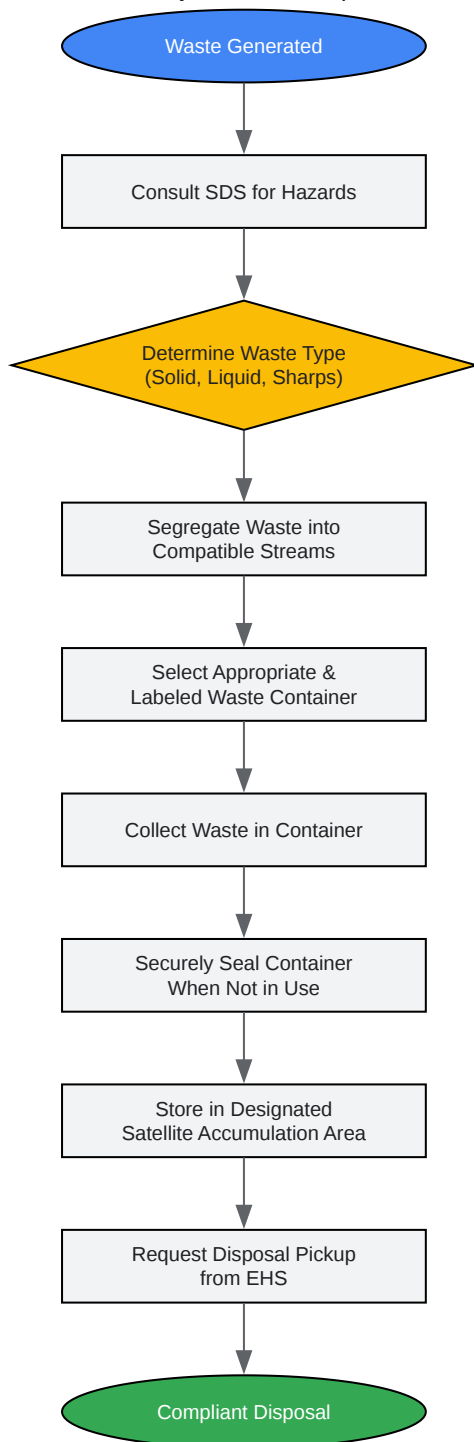 Waste Generated
Consult SDS for Hazards
Determine Waste Type
(Solid, Liquid, Sharps)
Segregate Waste into
Compatible Streams
Select Appropriate &
Labeled Waste Container
Collect Waste in Container
Securely Seal Container
When Not in Use
Store in Designated
Satellite Accumulation Area
Request Disposal Pickup
from EHS
Compliant Disposal